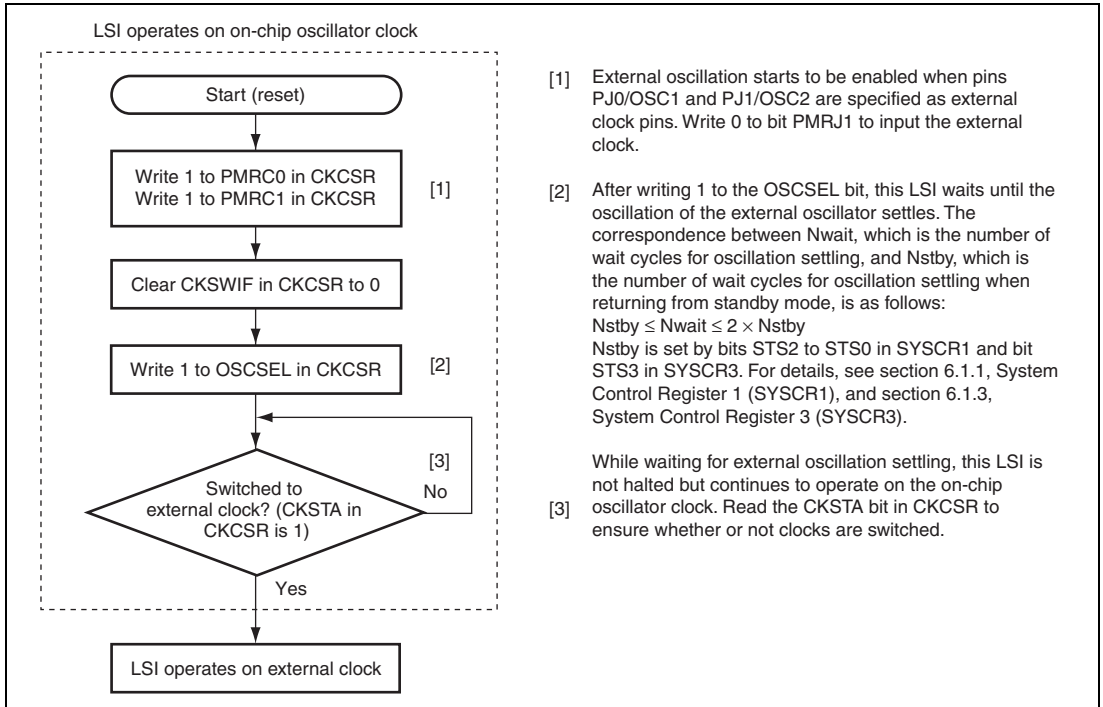 LSI operates on on-chip oscillator clock
Start (reset)
Write 1 to PMRC0 in CKCSR
Write 1 to PMRC1 in CKCSR
[1]
Clear CKSWIF in CKCSR to 0
Write 1 to OSCSEL in CKCSR
[2]
[3]
No
Switched to
external clock? (CKSTA in
CKCSR is 1)
Yes
LSI operates on external clock
[1] External oscillation starts to be enabled when pins
PJ0/OSC1 and PJ1/OSC2 are specified as external
clock pins. Write 0 to bit PMRJ1 to input the external
clock.
[2] After writing 1 to the OSCSEL bit, this LSI waits until the
oscillation of the external oscillator settles. The
correspondence between Nwait, which is the number of
wait cycles for oscillation settling, and Nstby, which is
the number of wait cycles for oscillation settling when
returning from standby mode, is as follows:
Nstby ≤ Nwait ≤ 2 × Nstby
Nstby is set by bits STS2 to STS0 in SYSCR1 and bit
STS3 in SYSCR3. For details, see section 6.1.1, System
Control Register 1 (SYSCR1), and section 6.1.3,
System Control Register 3 (SYSCR3).
While waiting for external oscillation settling, this LSI is
not halted but continues to operate on the on-chip
[3] oscillator clock. Read the CKSTA bit in CKCSR to
ensure whether or not clocks are switched.